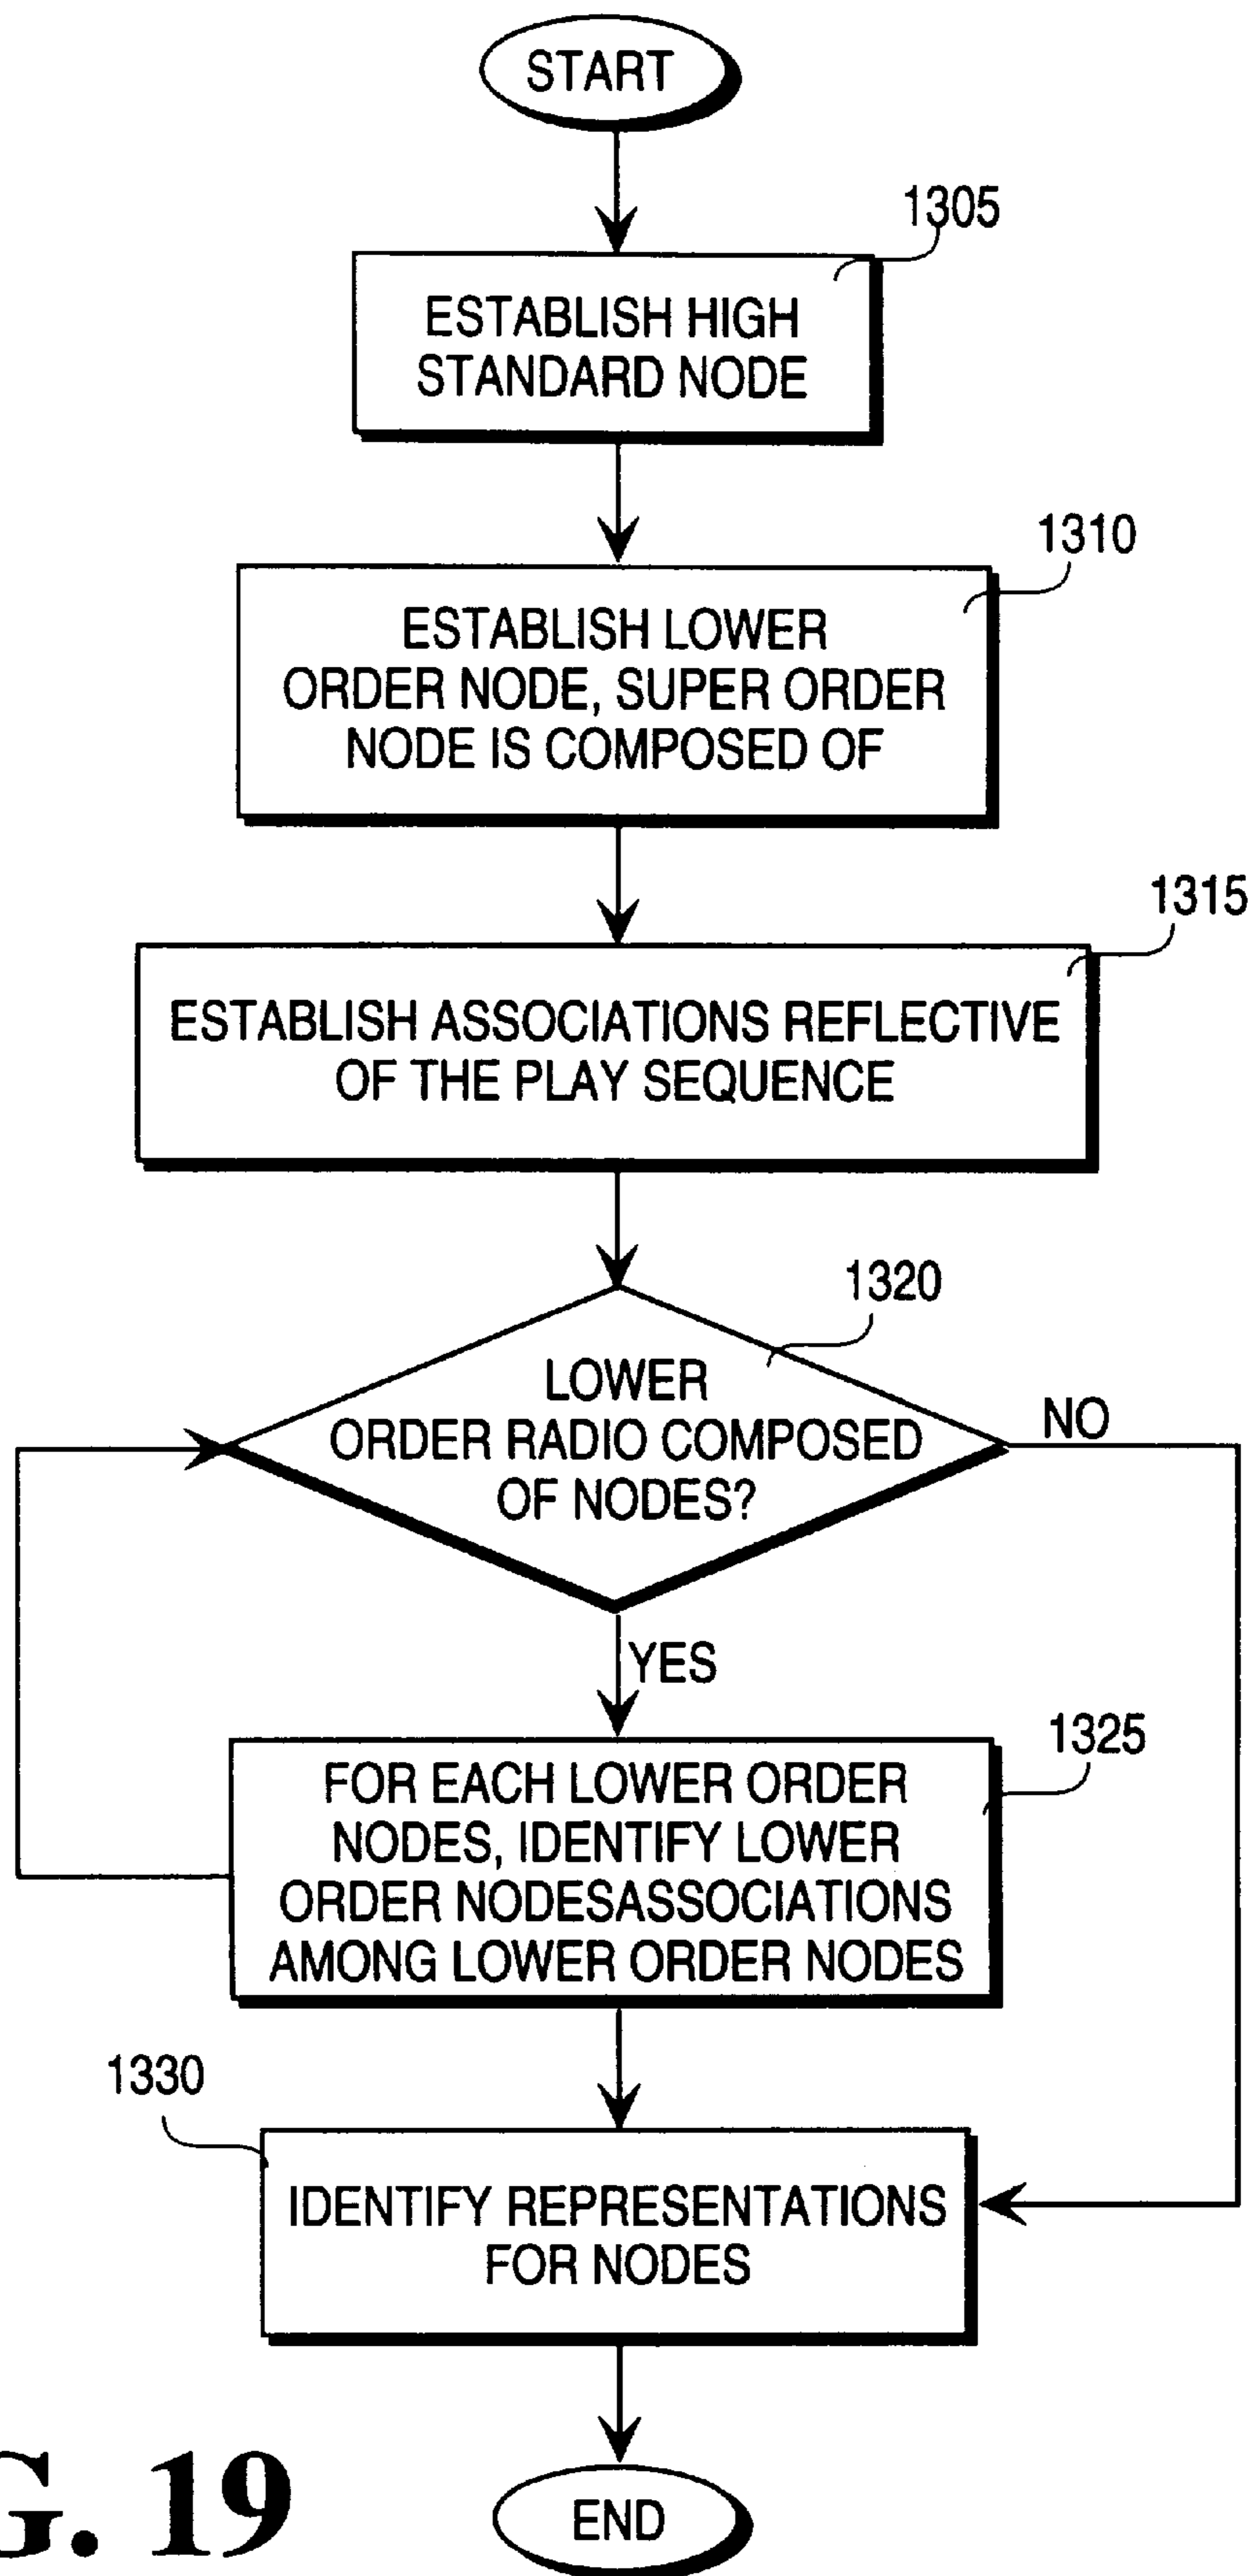 START
1305
ESTABLISH HIGH
STANDARD NODE
1310
ESTABLISH LOWER
ORDER NODE, SUPER ORDER
NODE IS COMPOSED OF
1315
ESTABLISH ASSOCIATIONS REFLECTIVE
OF THE PLAY SEQUENCE
1320
LOWER
ORDER RADIO COMPOSED
OF NODES?
NO
YES
1325
FOR EACH LOWER ORDER
NODES, IDENTIFY LOWER
ORDER NODESASSOCIATIONS
AMONG LOWER ORDER NODES
1330
IDENTIFY REPRESENTATIONS
FOR NODES
END
G. 19